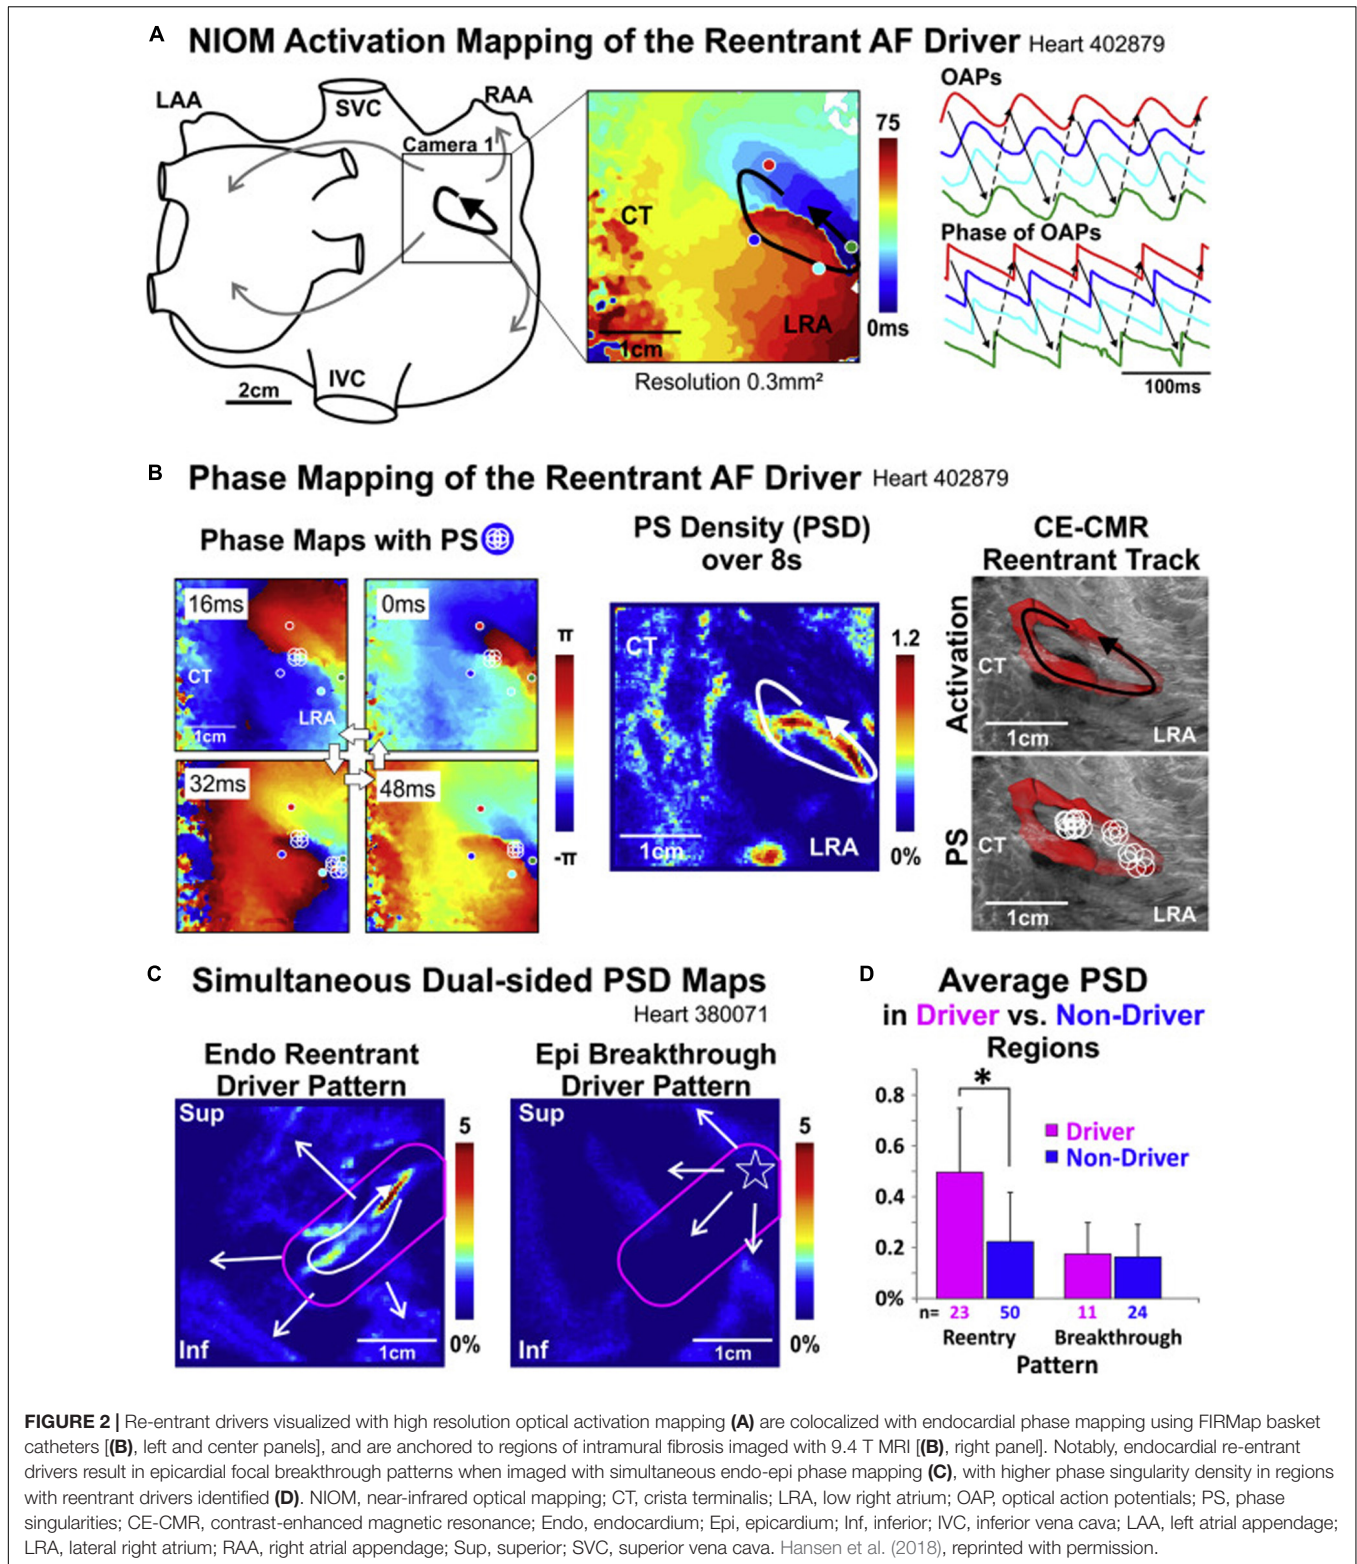 A NIOM Activation Mapping of the Reentrant AF Driver Heart 402879
LAA
SVC
RAA
Camera 1
IVC
2cm
CT
LRA
1cm
Resolution 0.3mm²
75
0ms
OAPs
Phase of OAPs
100ms
B Phase Mapping of the Reentrant AF Driver Heart 402879
Phase Maps with PS
16ms
CT
LRA
1cm
0ms
32ms
48ms
π
-π
PS Density (PSD)
over 8s
CT
1cm
LRA
1.2
0%
CE-CMR
Reentrant Track
Activation
CT
1cm
LRA
PS
CT
1cm
LRA
C Simultaneous Dual-sided PSD Maps
Heart 380071
Endo Reentrant
Driver Pattern
Sup
Inf
1cm
5
0%
Epi Breakthrough
Driver Pattern
Sup
Inf
1cm
5
0%
D Average PSD
in Driver vs. Non-Driver
Regions
*
0.8
0.6
0.4
0.2
0%
Driver
Non-Driver
n= 23 50 11 24
Reentry Breakthrough
Pattern
FIGURE 2 | Re-entrant drivers visualized with high resolution optical activation mapping (A) are colocalized with endocardial phase mapping using FIRMap basket
catheters [(B), left and center panels], and are anchored to regions of intramural fibrosis imaged with 9.4 T MRI [(B), right panel]. Notably, endocardial re-entrant
drivers result in epicardial focal breakthrough patterns when imaged with simultaneous endo-epi phase mapping (C), with higher phase singularity density in regions
with reentrant drivers identified (D). NIOM, near-infrared optical mapping; CT, crista terminalis; LRA, low right atrium; OAP, optical action potentials; PS, phase
singularities; CE-CMR, contrast-enhanced magnetic resonance; Endo, endocardium; Epi, epicardium; Inf, inferior; IVC, inferior vena cava; LAA, left atrial appendage;
LRA, lateral right atrium; RAA, right atrial appendage; Sup, superior; SVC, superior vena cava. Hansen et al. (2018), reprinted with permission.